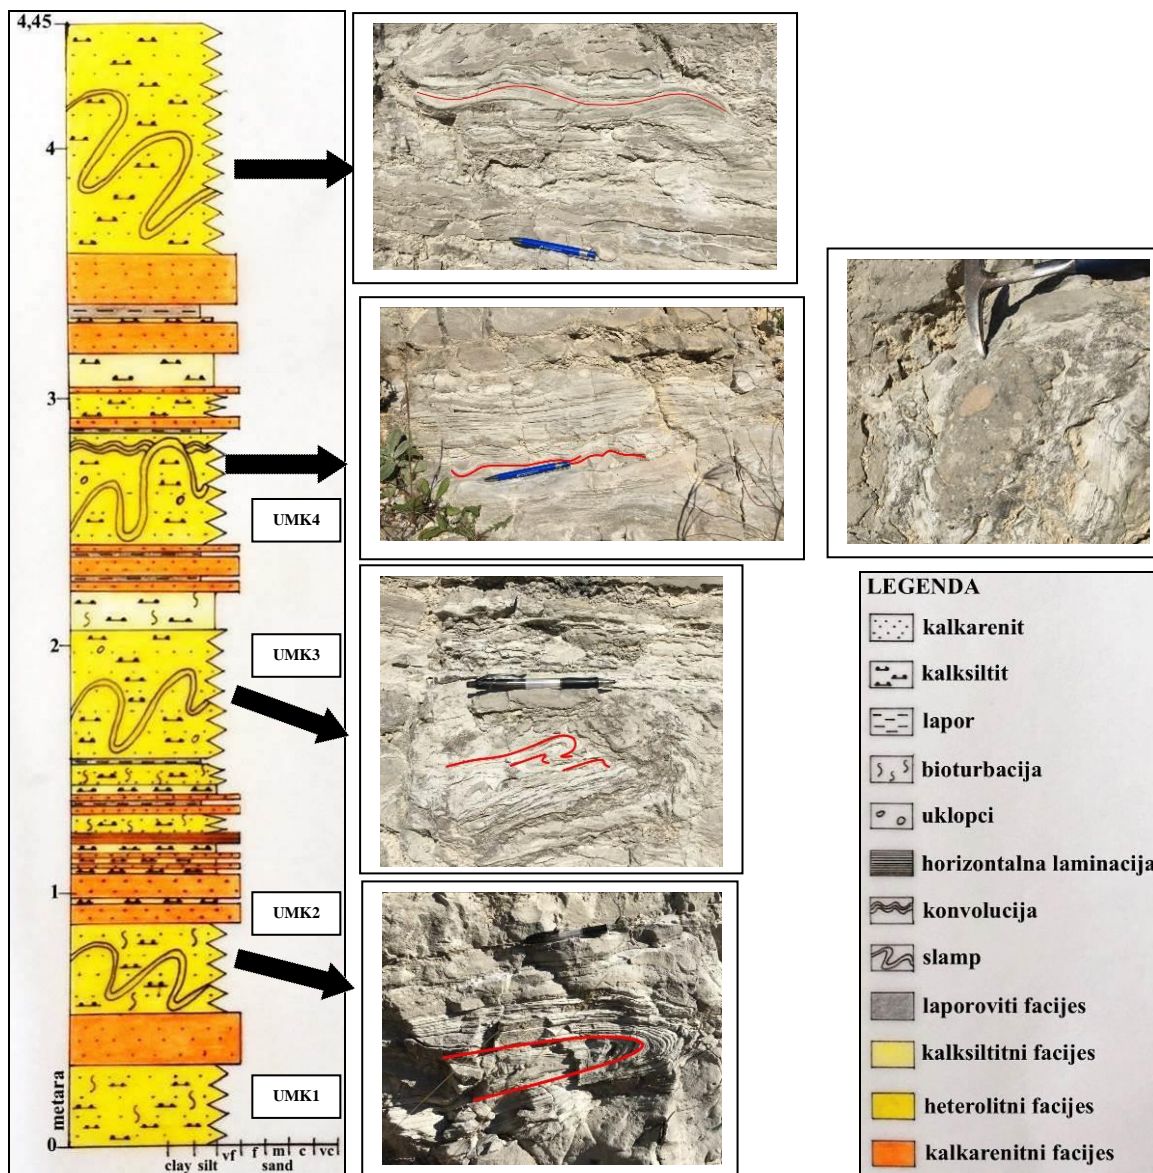 4,45
4
3
UMK4
UMK3
2
UMK2
1
UMK1
metara
0
clay silt vf f m c vc
sand
LEGENDA
kalkarenit
kalksiltit
lapor
bioturbacija
uklopci
horizontalna laminacija
konvolucija
slamp
laporoviti facijes
kalksiltitni facijes
heterolitni facijes
kalkarenitni facijes